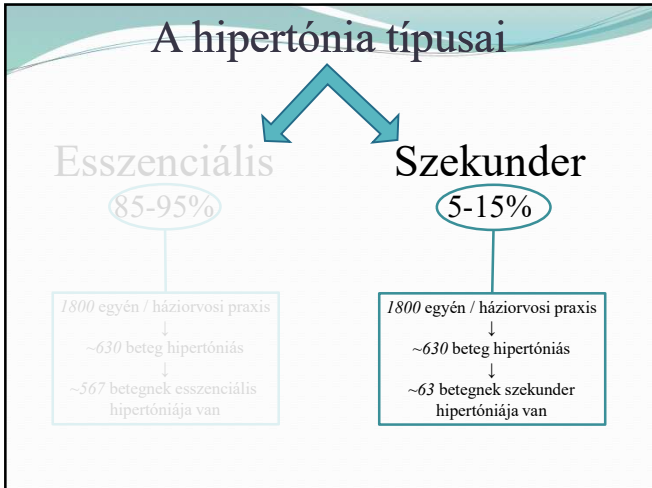 A hipertónia típusai
Esszenciális
85-95%
1800 egyén / háziorvosi praxis
↓
~630 beteg hipertóniás
↓
~567 betegnek esszenciális
hipertóniája van
Szekunder
5-15%
1800 egyén / háziorvosi praxis
↓
~630 beteg hipertóniás
↓
~63 betegnek szekunder
hipertóniája van